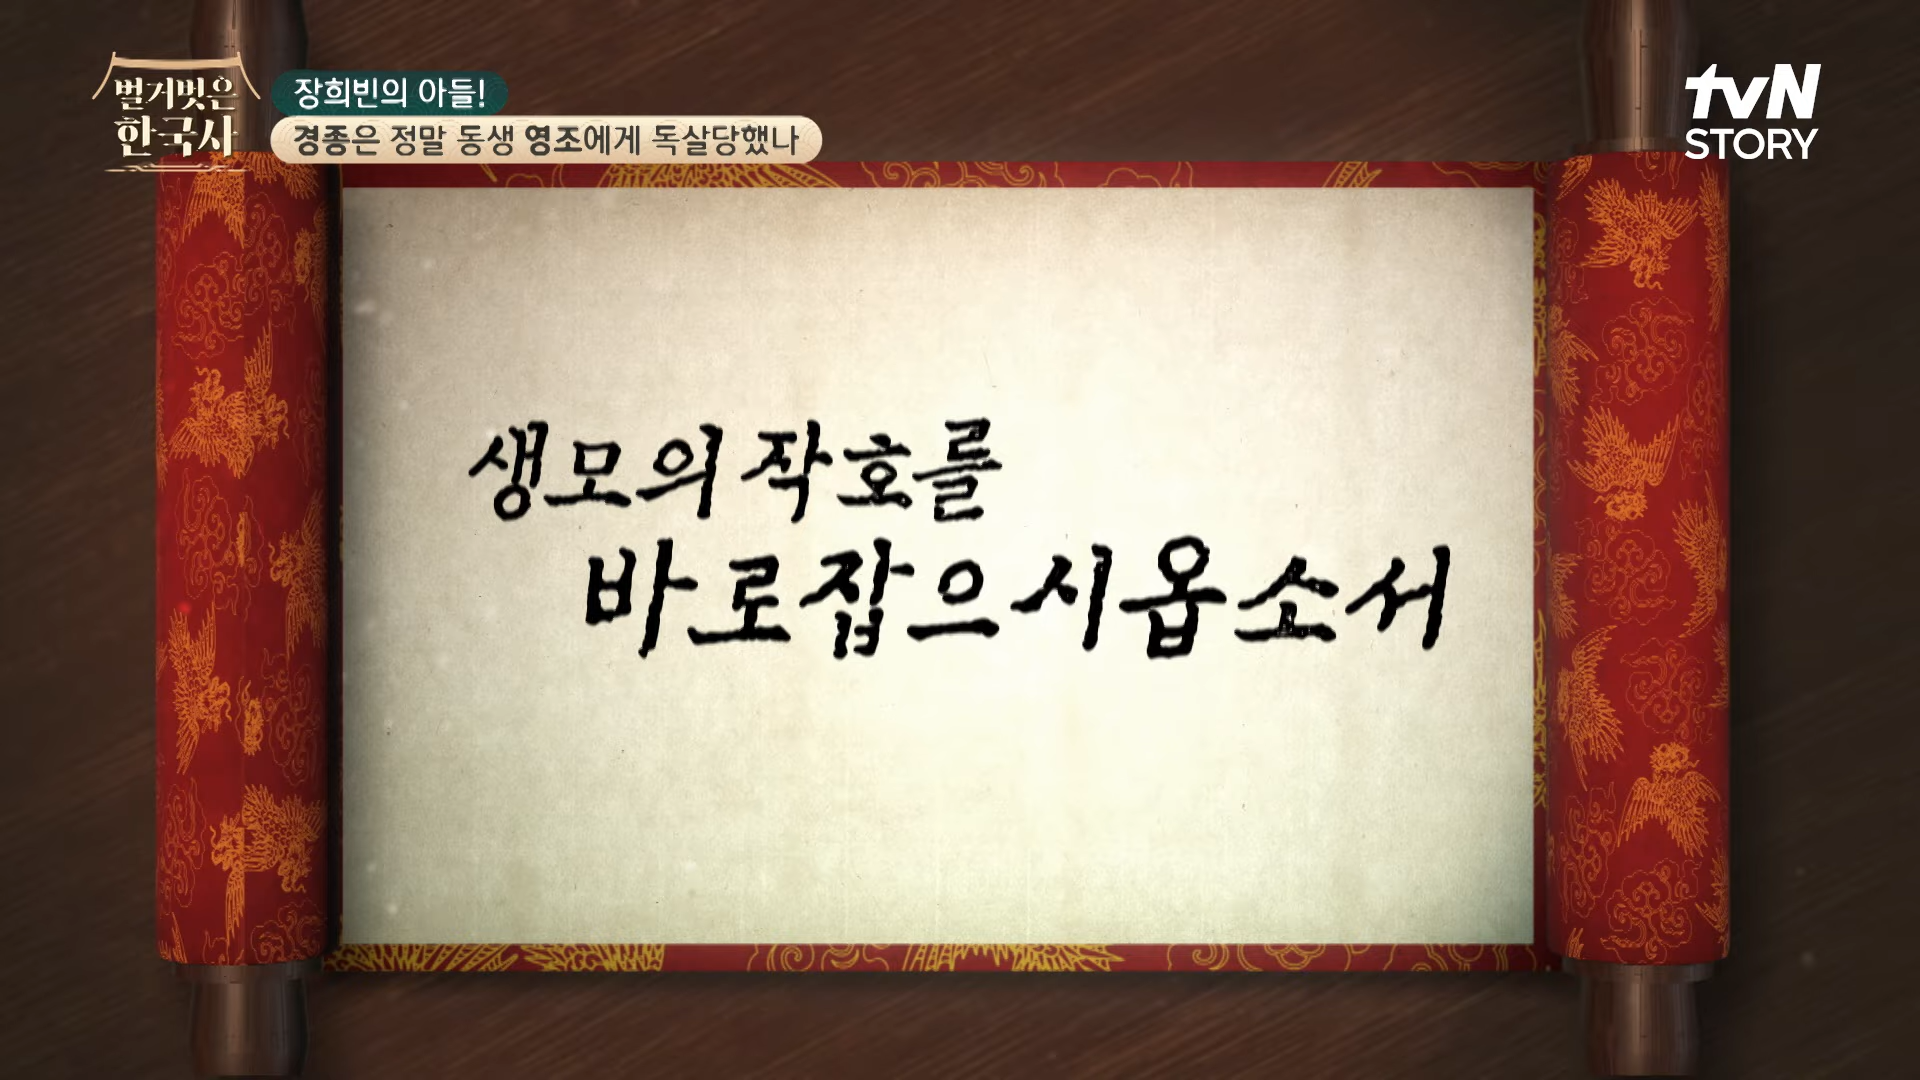 벌거벗은
한국사
장희빈의 아들!
경종은 정말 동생 영조에게 독살당했나
tvN
STORY
생모의 작호를
바로잡으시옵소서